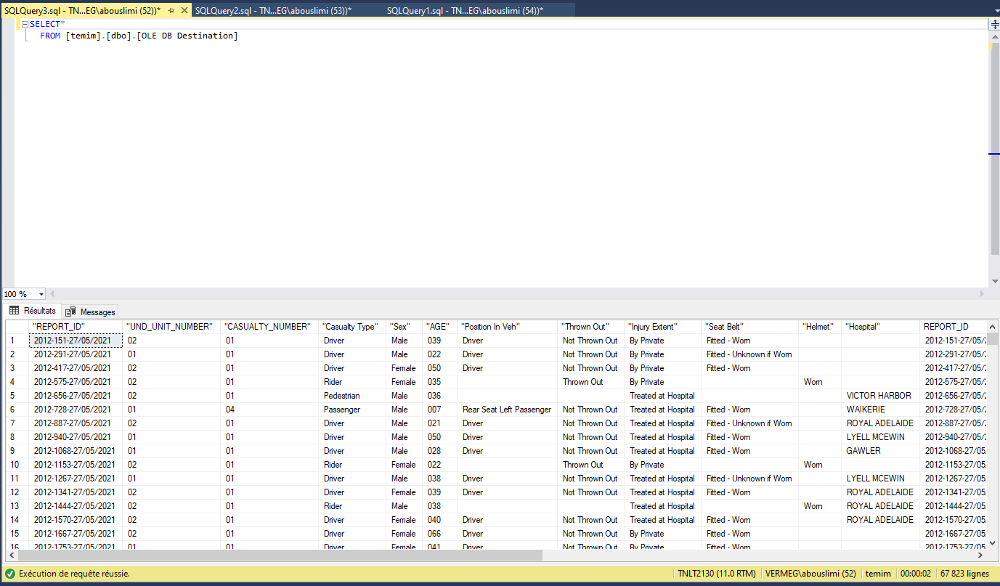 SQLQuery3.sql - TN...EG\abouslimi (52))* SQLQuery2.sql - TN...EG\abouslimi (53))* SQLQuery1.sql - TN...EG\abouslimi (54))*
SELECT*
FROM [temim].[dbo].[OLE DB Destination]
100 %
Résultats Messages
"REPORT_ID" "UND_UNIT_NUMBER" "CASUALTY_NUMBER" "Casualty Type" "Sex" "AGE" "Position In Veh" "Thrown Out" "Injury Extent" "Seat Belt" "Helmet" "Hospital" REPORT_ID
1 2012-151-27/05/2021 02 01 Driver Male 039 Driver Not Thrown Out By Private Fitted - Worn 2012-151-27/05/2
2 2012-291-27/05/2021 01 01 Driver Male 022 Driver Not Thrown Out By Private Fitted - Unknown if Worn 2012-291-27/05/2
3 2012-417-27/05/2021 02 01 Driver Female 050 Driver Not Thrown Out By Private Fitted - Worn 2012-417-27/05/2
4 2012-575-27/05/2021 02 01 Rider Female 035 Thrown Out By Private Worn 2012-575-27/05/2
5 2012-656-27/05/2021 02 01 Pedestrian Male 036 Treated at Hospital VICTOR HARBOR 2012-656-27/05/2
6 2012-728-27/05/2021 01 04 Passenger Male 007 Rear Seat Left Passenger Not Thrown Out Treated at Hospital Fitted - Worn WAIKERIE 2012-728-27/05/2
7 2012-887-27/05/2021 02 01 Driver Male 021 Driver Not Thrown Out Treated at Hospital Fitted - Unknown if Worn ROYAL ADELAIDE 2012-887-27/05/2
8 2012-940-27/05/2021 01 01 Driver Male 050 Driver Not Thrown Out Treated at Hospital Fitted - Worn LYELL MCEWIN 2012-940-27/05/2
9 2012-1068-27/05/2021 01 01 Driver Male 028 Driver Not Thrown Out Treated at Hospital Fitted - Worn GAWLER 2012-1068-27/05
10 2012-1153-27/05/2021 02 01 Rider Female 022 Thrown Out By Private Worn 2012-1153-27/05
11 2012-1267-27/05/2021 01 01 Driver Male 038 Driver Not Thrown Out Treated at Hospital Fitted - Unknown if Worn LYELL MCEWIN 2012-1267-27/05
12 2012-1341-27/05/2021 02 01 Driver Female 039 Driver Not Thrown Out Treated at Hospital Fitted - Worn ROYAL ADELAIDE 2012-1341-27/05
13 2012-1444-27/05/2021 02 01 Rider Male 038 Treated at Hospital Worn ROYAL ADELAIDE 2012-1444-27/05
14 2012-1570-27/05/2021 02 01 Driver Female 040 Driver Not Thrown Out Treated at Hospital Fitted - Worn ROYAL ADELAIDE 2012-1570-27/05
15 2012-1667-27/05/2021 02 01 Driver Female 066 Driver Not Thrown Out By Private Fitted - Worn 2012-1667-27/05
16 2012-1753-27/05/2021 01 01 Driver Female 041 Driver Not Thrown Out By Private Fitted - Worn 2012-1753-27/05
Exécution de requête réussie. TNLT2130 (11.0 RTM) VERMEG\abouslimi (52) temim 00:00:02 67 823 lignes